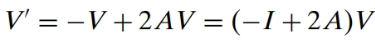 V′ = −V + 2AV = (−I + 2A)V